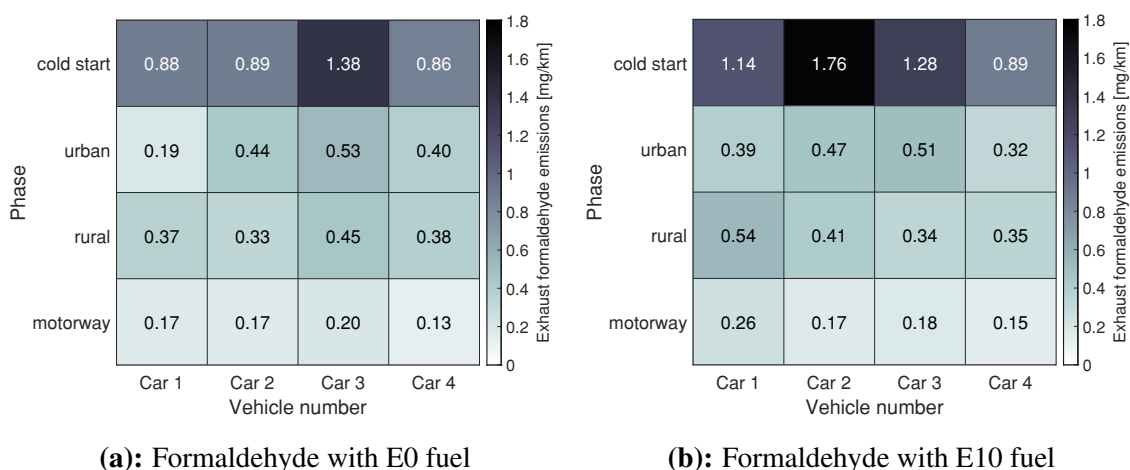 cold start 0.88 0.89 1.38 0.86
urban 0.19 0.44 0.53 0.40
rural 0.37 0.33 0.45 0.38
motorway 0.17 0.17 0.20 0.13
Car 1 Car 2 Car 3 Car 4
Vehicle number
Phase
1.8
1.6
1.4
1.2
1
0.8
0.6
0.4
0.2
0
Exhaust formaldehyde emissions [mg/km]
(a): Formaldehyde with E0 fuel
cold start 1.14 1.76 1.28 0.89
urban 0.39 0.47 0.51 0.32
rural 0.54 0.41 0.34 0.35
motorway 0.26 0.17 0.18 0.15
Car 1 Car 2 Car 3 Car 4
Vehicle number
Phase
1.8
1.6
1.4
1.2
1
0.8
0.6
0.4
0.2
0
Exhaust formaldehyde emissions [mg/km]
(b): Formaldehyde with E10 fuel